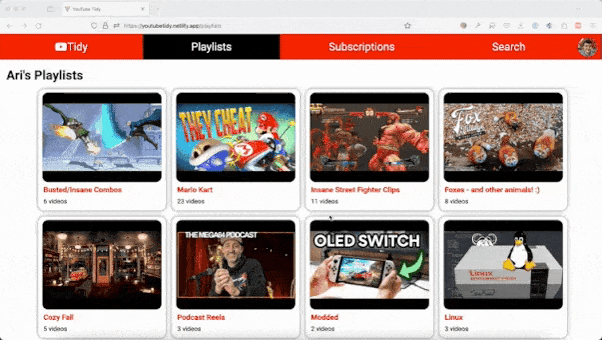 Youtube Tidy
https://youtubetidy.netlify.app/playlists
Tidy
Playlists
Subscriptions
Search
Ari's Playlists
THEY CHEAT
Fox
Busted/Insane Combos
6 videos
Mario Kart
23 videos
Insane Street Fighter Clips
11 videos
Foxes - and other animals! :)
8 videos
THE MEGA64 PODCAST
OLED SWITCH
LINUX
Cozy Fall
5 videos
Podcast Reels
3 videos
Modded
2 videos
Linux
3 videos